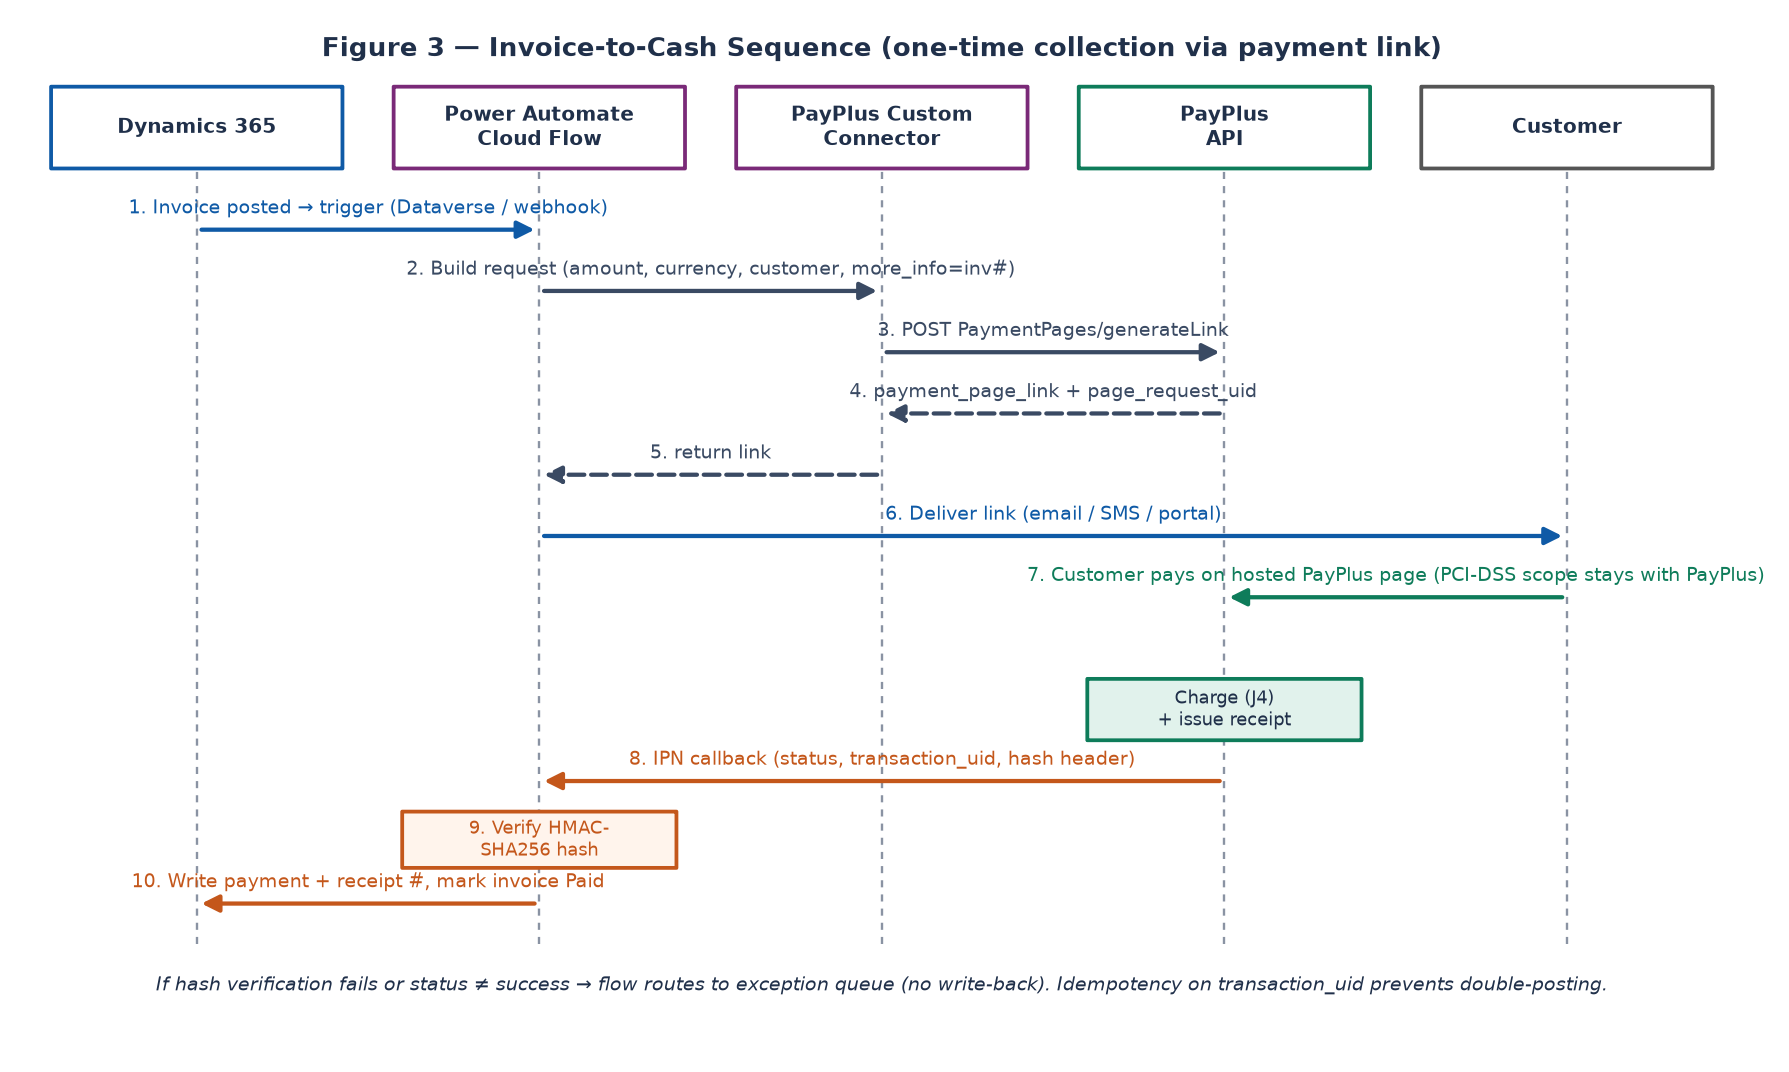 Figure 3 — Invoice-to-Cash Sequence (one-time collection via payment link)
Dynamics 365
Power Automate
Cloud Flow
PayPlus Custom
Connector
PayPlus
API
Customer
1. Invoice posted → trigger (Dataverse / webhook)
2. Build request (amount, currency, customer, more_info=inv#)
3. POST PaymentPages/generateLink
4. payment_page_link + page_request_uid
5. return link
6. Deliver link (email / SMS / portal)
7. Customer pays on hosted PayPlus page (PCI-DSS scope stays with PayPlus)
Charge (J4)
+ issue receipt
8. IPN callback (status, transaction_uid, hash header)
9. Verify HMAC-
SHA256 hash
10. Write payment + receipt #, mark invoice Paid
If hash verification fails or status ≠ success → flow routes to exception queue (no write-back). Idempotency on transaction_uid prevents double-posting.